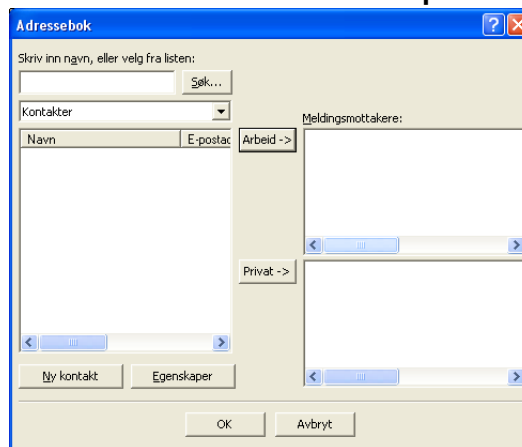 Adressebok
Skriv inn navn, eller velg fra listen:
Søk...
Kontakter
Meldingsmottakere:
Navn E-postac
Arbeid ->
Privat ->
Ny kontakt Egenskaper
OK Avbryt